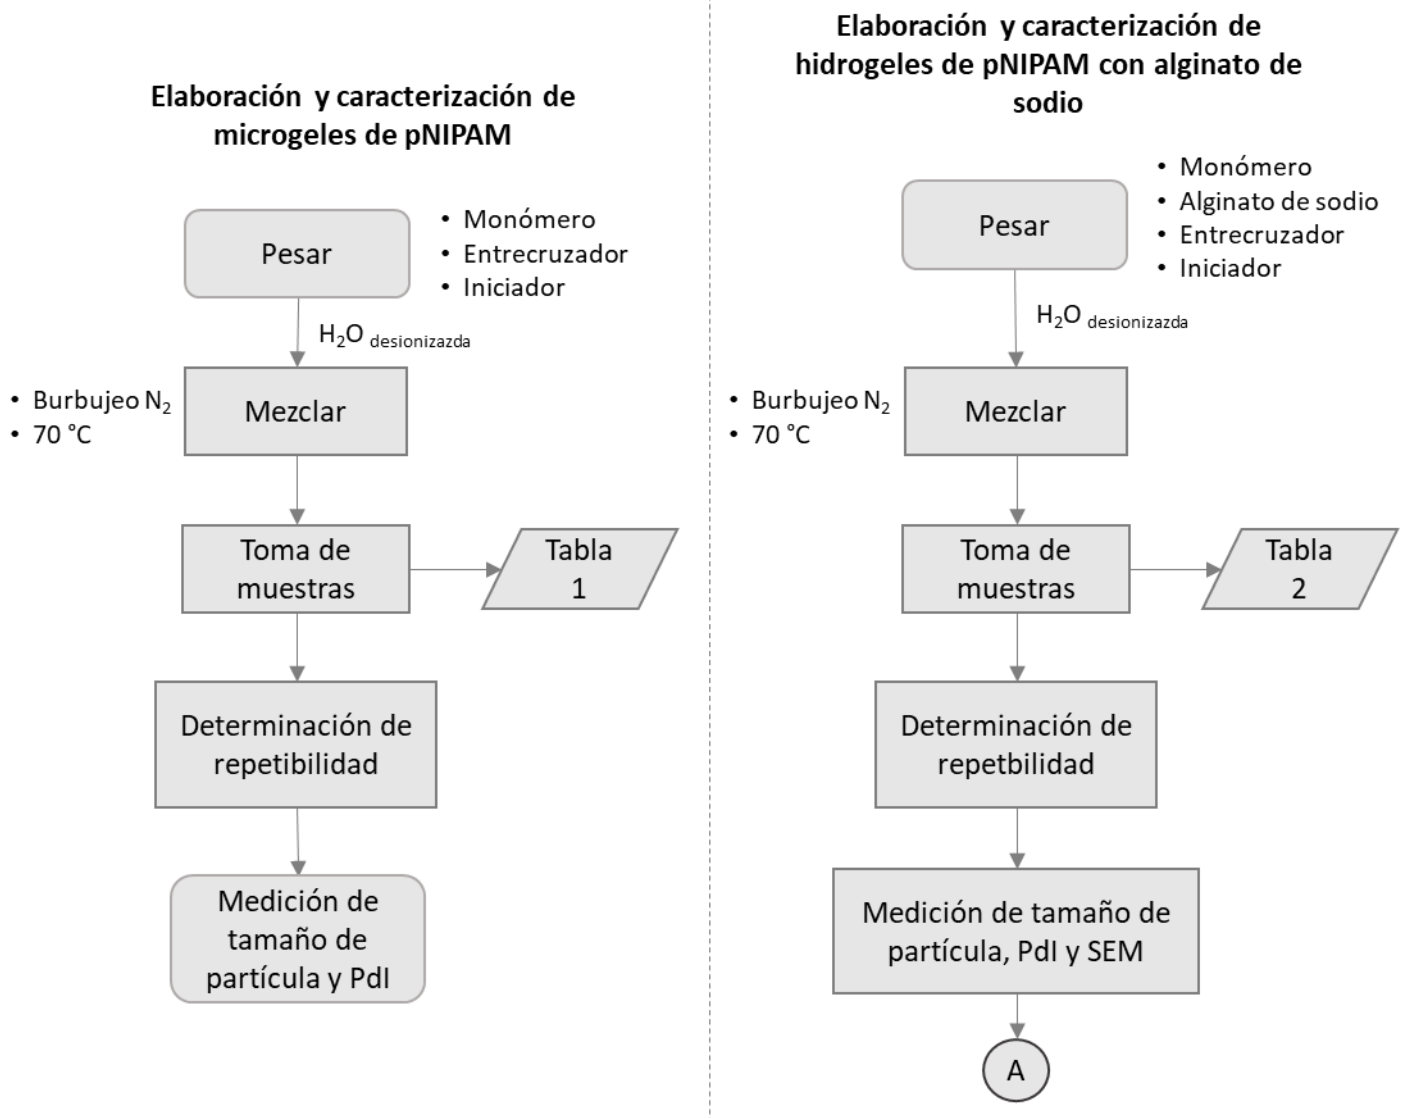 Elaboración y caracterización de
microgeles de pNIPAM
Pesar
• Monómero
• Entrecruzador
• Iniciador
H₂O desionizazda
• Burbujeo N₂
• 70 °C
Mezclar
Toma de
muestras
Tabla
1
Determinación de
repetibilidad
Medición de
tamaño de
partícula y PdI
Elaboración y caracterización de
hidrogeles de pNIPAM con alginato de
sodio
Pesar
• Monómero
• Alginato de sodio
• Entrecruzador
• Iniciador
H₂O desionizazda
• Burbujeo N₂
• 70 °C
Mezclar
Toma de
muestras
Tabla
2
Determinación de
repetbilidad
Medición de tamaño de
partícula, PdI y SEM
A